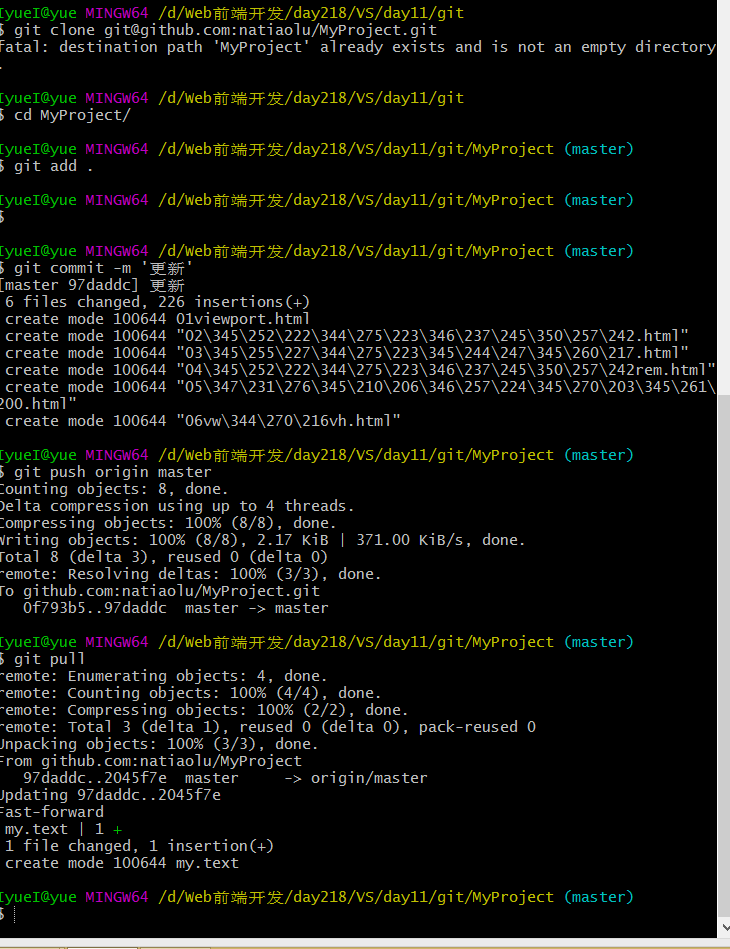 IyueI@yue MINGW64 /d/Web前端开发/day218/VS/day11/git
$ git clone git@github.com:natiaolu/MyProject.git
fatal: destination path 'MyProject' already exists and is not an empty directory
.
IyueI@yue MINGW64 /d/Web前端开发/day218/VS/day11/git
$ cd MyProject/
IyueI@yue MINGW64 /d/Web前端开发/day218/VS/day11/git/MyProject (master)
$ git add .
IyueI@yue MINGW64 /d/Web前端开发/day218/VS/day11/git/MyProject (master)
$
IyueI@yue MINGW64 /d/Web前端开发/day218/VS/day11/git/MyProject (master)
$ git commit -m '更新'
[master 97daddc] 更新
6 files changed, 226 insertions(+)
create mode 100644 01viewport.html
create mode 100644 "02\345\252\222\344\275\223\346\237\245\350\257\242.html"
create mode 100644 "03\345\255\227\344\275\223\345\244\247\345\260\217.html"
create mode 100644 "04\345\252\222\344\275\223\346\237\245\350\257\242rem.html"
create mode 100644 "05\347\231\276\345\210\206\346\257\224\345\270\203\345\261\
200.html"
create mode 100644 "06vw\344\270\216vh.html"
IyueI@yue MINGW64 /d/Web前端开发/day218/VS/day11/git/MyProject (master)
$ git push origin master
Counting objects: 8, done.
Delta compression using up to 4 threads.
Compressing objects: 100% (8/8), done.
Writing objects: 100% (8/8), 2.17 KiB | 371.00 KiB/s, done.
Total 8 (delta 3), reused 0 (delta 0)
remote: Resolving deltas: 100% (3/3), done.
To github.com:natiaolu/MyProject.git
0f793b5..97daddc  master -> master
IyueI@yue MINGW64 /d/Web前端开发/day218/VS/day11/git/MyProject (master)
$ git pull
remote: Enumerating objects: 4, done.
remote: Counting objects: 100% (4/4), done.
remote: Compressing objects: 100% (2/2), done.
remote: Total 3 (delta 1), reused 0 (delta 0), pack-reused 0
Unpacking objects: 100% (3/3), done.
From github.com:natiaolu/MyProject
97daddc..2045f7e  master     -> origin/master
Updating 97daddc..2045f7e
Fast-forward
my.text | 1 +
1 file changed, 1 insertion(+)
create mode 100644 my.text
IyueI@yue MINGW64 /d/Web前端开发/day218/VS/day11/git/MyProject (master)
$